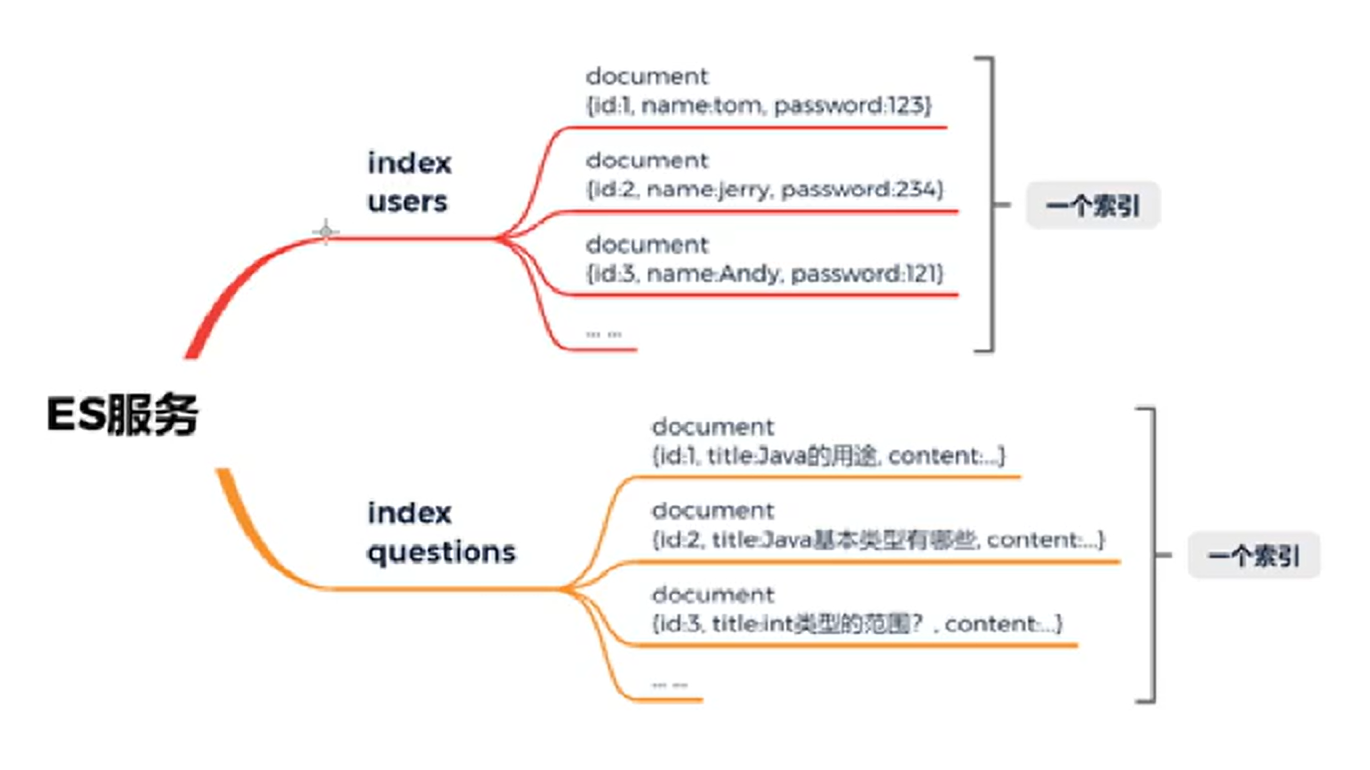 ES服务
index
users
document
{id:1, name:tom, password:123}
document
{id:2, name:jerry, password:234}
document
{id:3, name:Andy, password:121}
... ...
一个索引
index
questions
document
{id:1, title:Java的用途, content:...}
document
{id:2, title:Java基本类型有哪些, content:...}
document
{id:3, title:int类型的范围？, content:...}
... ...
一个索引